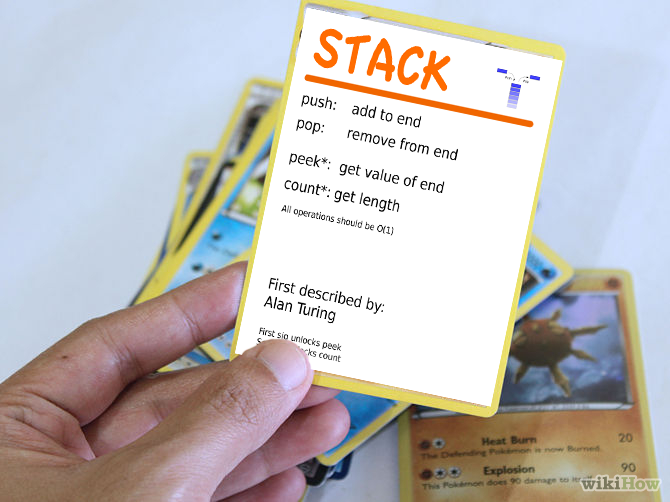 STACK
push: add to end
pop: remove from end
peek*: get value of end
count*: get length
All operations should be O(1)
First described by:
Alan Turing
First sig unlocks peek
count
Heat Burn 20
The Defending Pokémon is now Burned.
Explosion 90
This Pokémon does 90 damage to
wikiHow